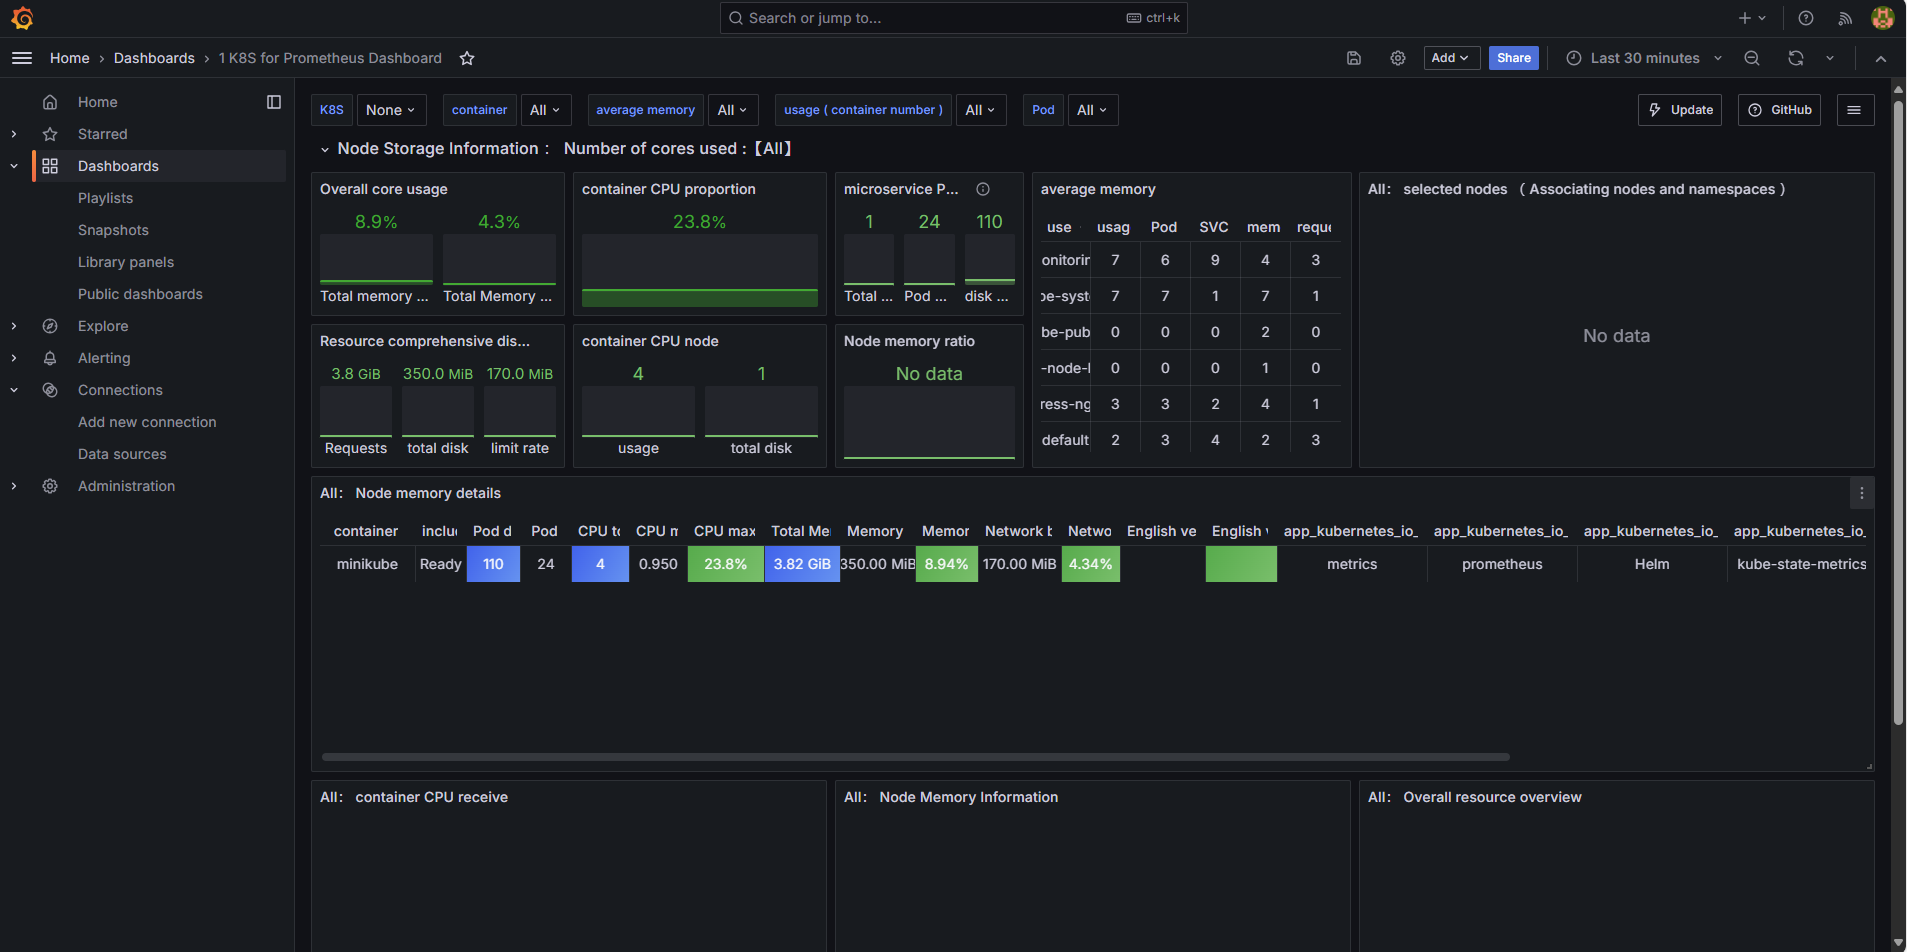 Search or jump to...
ctrl+k
Home › Dashboards › 1 K8S for Prometheus Dashboard
Add
Share
Last 30 minutes
Home
Starred
Dashboards
Playlists
Snapshots
Library panels
Public dashboards
Explore
Alerting
Connections
Add new connection
Data sources
Administration
K8S None container All average memory All usage ( container number ) All Pod All
Update
GitHub
Node Storage Information： Number of cores used :【All】
Overall core usage
8.9% 4.3%
Total memory ... Total Memory ...
container CPU proportion
23.8%
microservice P...
1 24 110
Total ... Pod ... disk ...
average memory
use usag Pod SVC mem requ
onitorin 7 6 9 4 3
be-syst 7 7 1 7 1
be-pub 0 0 0 2 0
-node-l 0 0 0 1 0
ress-ng 3 3 2 4 1
default 2 3 4 2 3
All： selected nodes （ Associating nodes and namespaces ）
No data
Resource comprehensive dis...
3.8 GiB 350.0 MiB 170.0 MiB
Requests total disk limit rate
container CPU node
4 1
usage total disk
Node memory ratio
No data
All： Node memory details
container inclu Pod d Pod CPU to CPU m CPU max Total Me Memory Memor Network b Netwo English ve English v app_kubernetes_io_ app_kubernetes_io_ app_kubernetes_io_ app_kubernetes_io_
minikube Ready 110 24 4 0.950 23.8% 3.82 GiB 350.00 MiB 8.94% 170.00 MiB 4.34% metrics prometheus Helm kube-state-metrics
All： container CPU receive
All： Node Memory Information
All： Overall resource overview